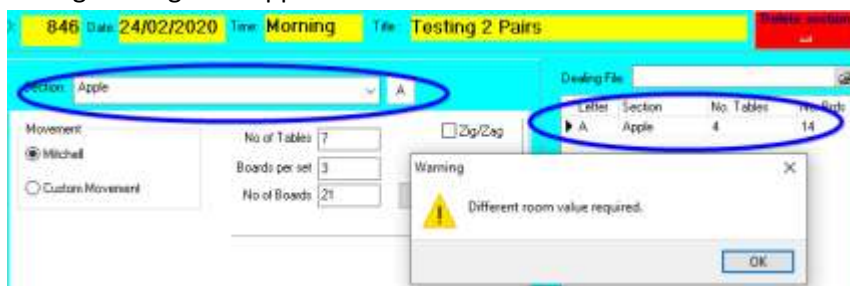 846 Date: 24/02/2020 Time: Morning Title: Testing 2 Pairs
Section: Apple A
Dealing File
Letter Section No. Tables No. Brds
A Apple 4 14
Movement
Mitchell
Custom Movement
No of Tables 7
Boards per set 3
No of Boards 21
Zig/Zag
Warning
Different room value required.
OK